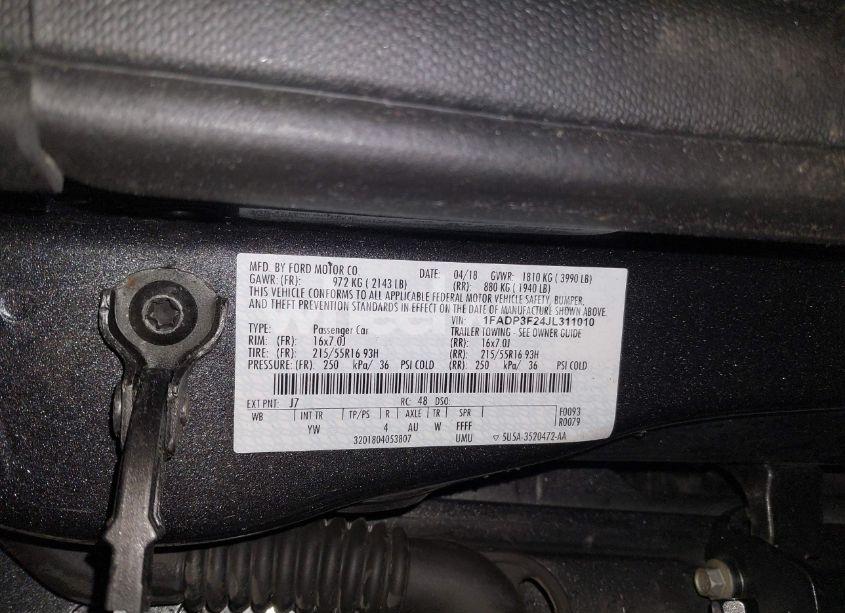 MFD. BY FORD MOTOR CO. DATE: 04/18 GVWR: 1810 KG ( 3990 LB)
GAWR: (FR): 972 KG ( 2143 LB) (RR): 880 KG ( 1940 LB)
THIS VEHICLE CONFORMS TO ALL APPLICABLE FEDERAL MOTOR VEHICLE SAFETY, BUMPER,
AND THEFT PREVENTION STANDARDS IN EFFECT ON THE DATE OF MANUFACTURE SHOWN ABOVE.
VIN: 1FADP3F24JL311010
TYPE: Passenger Car TRAILER TOWING - SEE OWNER GUIDE
RIM: (FR) 16x7.0J (RR): 16x7.0J
TIRE: (FR) 215/55R16 93H (RR): 215/55R16 93H
PRESSURE: (FR) 250 kPa/ 36 PSI COLD (RR) 250 kPa/ 36 PSI COLD
EXT PNT: J7 RC: 48 DSO:
WB INT TR TP/PS R AXLE TR SPR F0093
YW 4 AU W FFFF R0079
3201804053807 UMU ▽ 5USA-3520472-AA